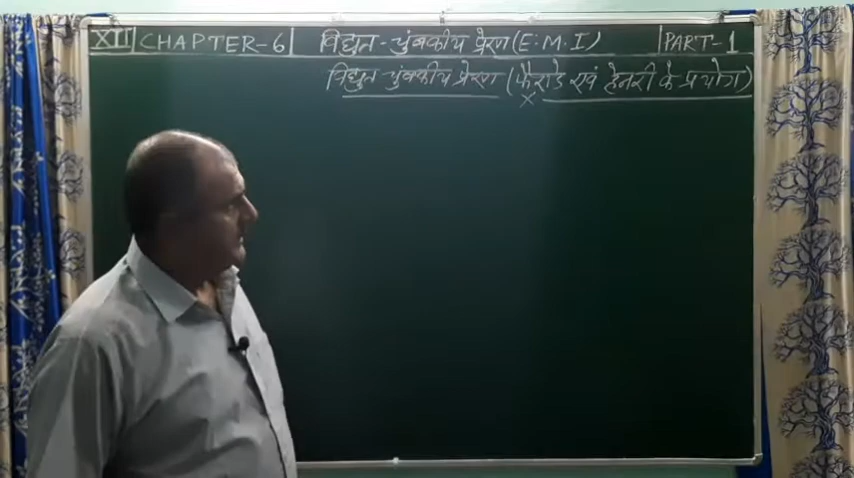 XII CHAPTER-6 विद्युत-चुंबकीय प्रेरण (E.M.I) PART-1
विद्युत चुंबकीय प्रेरण (फैराडे एवं हेनरी के प्रयोग)
x